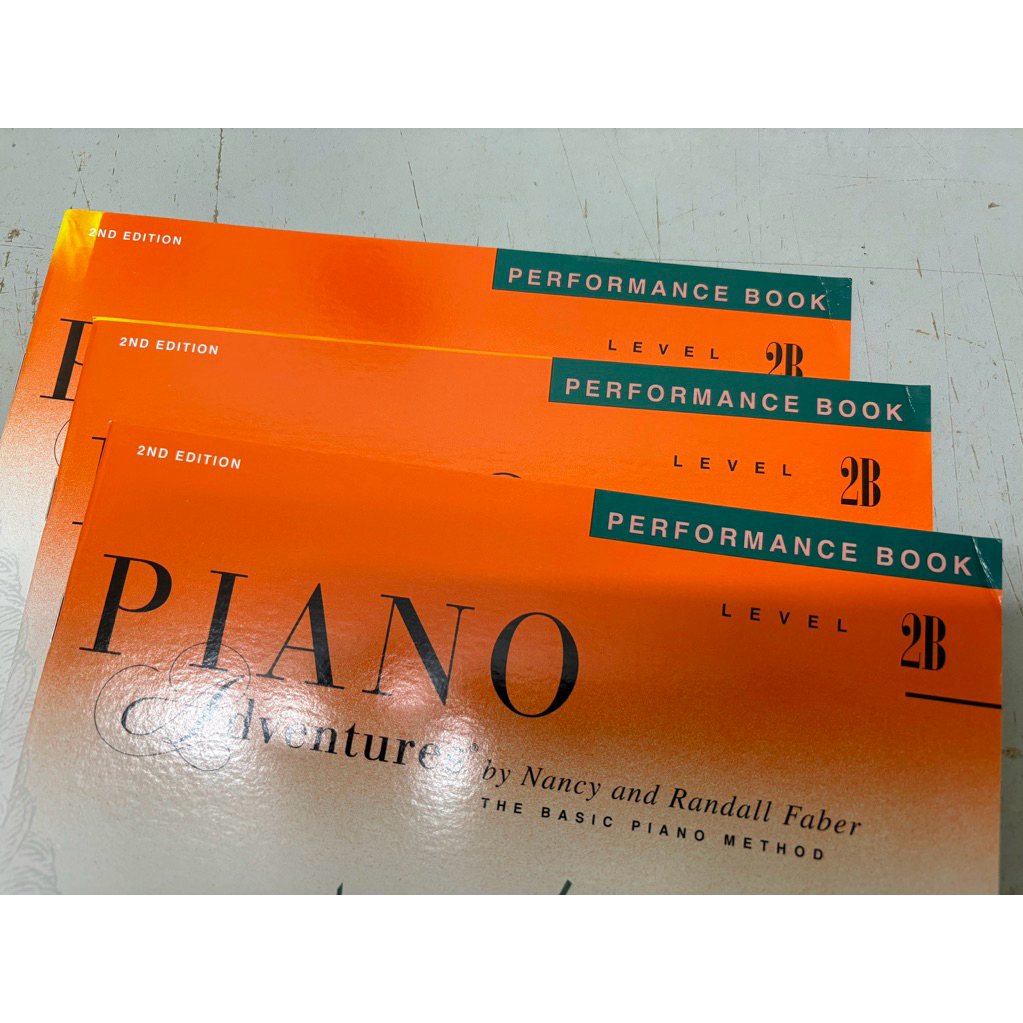 2ND EDITION
PERFORMANCE BOOK
LEVEL 2B
2ND EDITION
PERFORMANCE BOOK
LEVEL 2B
2ND EDITION
PERFORMANCE BOOK
LEVEL 2B
PIANO
Adventures®
by Nancy and Randall Faber
THE BASIC PIANO METHOD